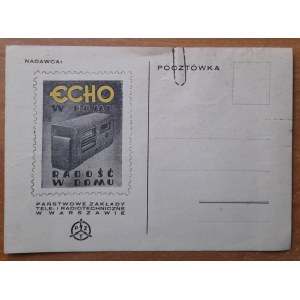 NADAWCA:
POCZTÓWKA
ECHO
W DOMU
RADOŚĆ
W DOMU
PAŃSTWOWE ZAKŁADY
TELE- I RADIOTECHNICZNE
W WARSZAWIE